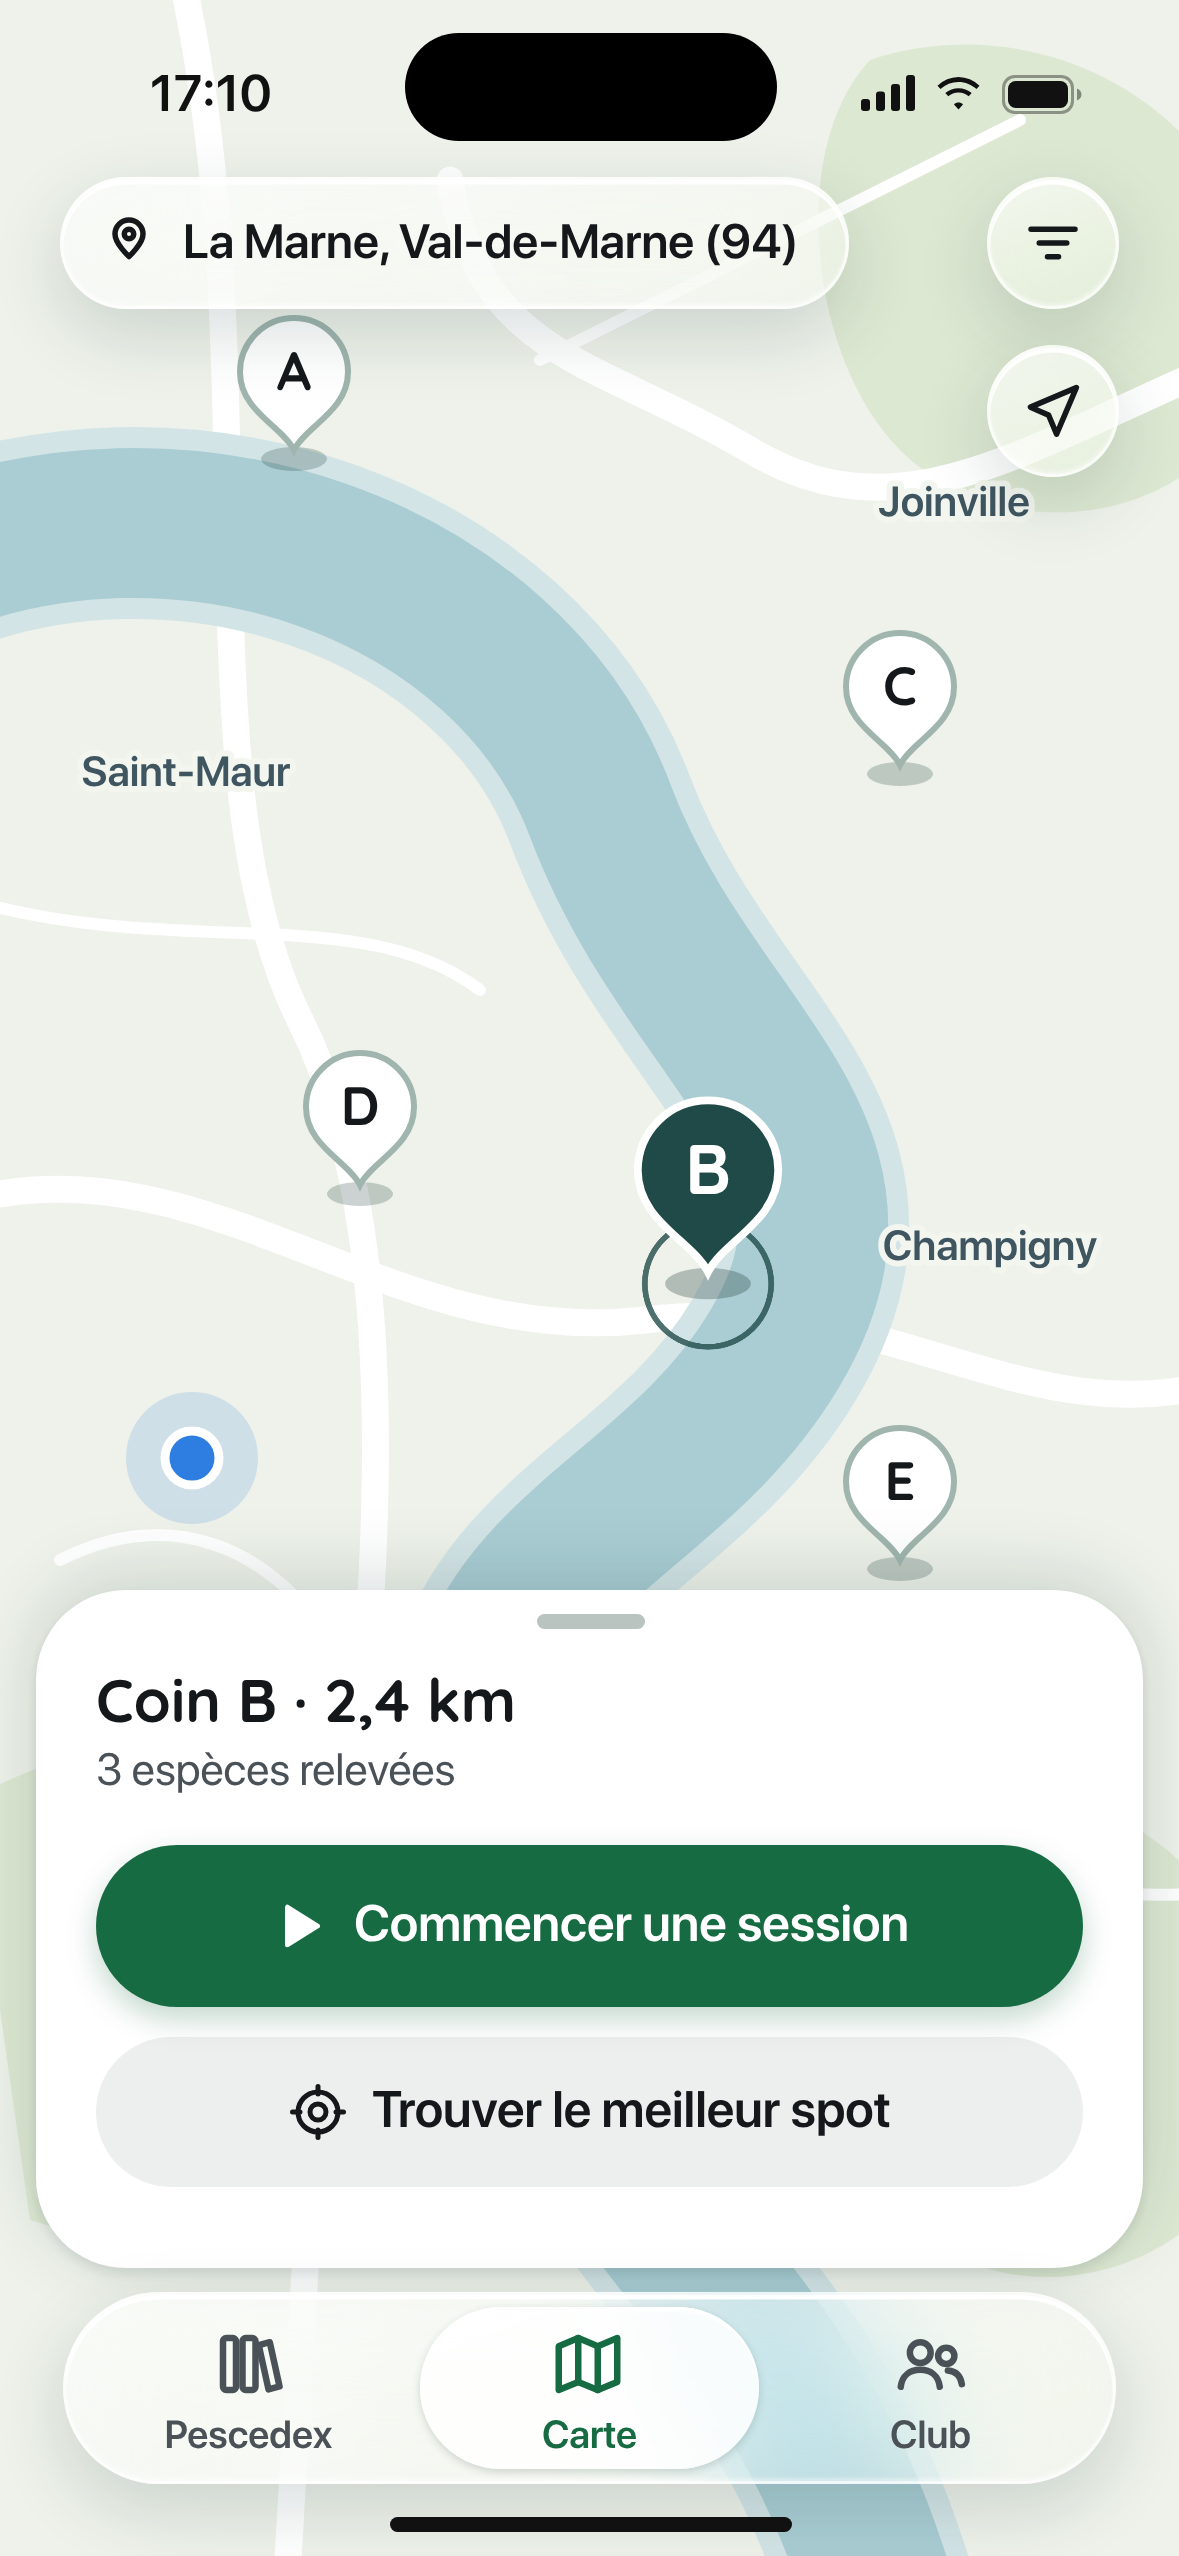 17:10
La Marne, Val-de-Marne (94)
A
Joinville
C
Saint-Maur
D
B
Champigny
E
Coin B · 2,4 km
3 espèces relevées
Commencer une session
Trouver le meilleur spot
Pescedex
Carte
Club